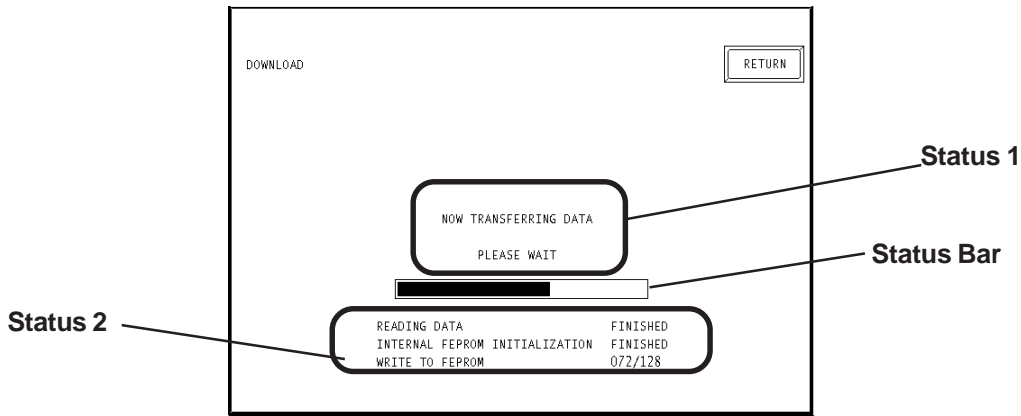 DOWNLOAD
RETURN
Status 1
NOW TRANSFERRING DATA
PLEASE WAIT
Status Bar
Status 2
READING DATA FINISHED
INTERNAL FEPROM INITIALIZATION FINISHED
WRITE TO FEPROM 072/128